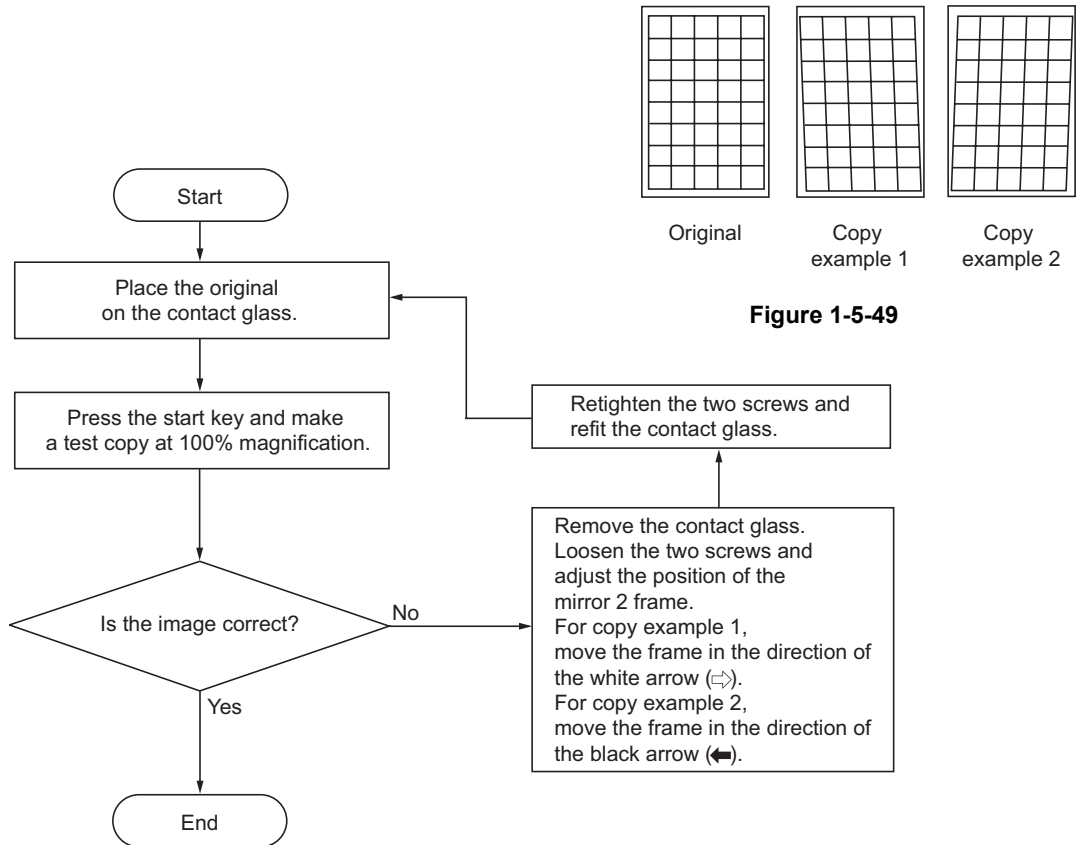 Original
Copy
example 1
Copy
example 2
Figure 1-5-49
Start
Place the original
on the contact glass.
Press the start key and make
a test copy at 100% magnification.
Is the image correct?
No
Yes
End
Remove the contact glass.
Loosen the two screws and
adjust the position of the
mirror 2 frame.
For copy example 1,
move the frame in the direction of
the white arrow (⇨).
For copy example 2,
move the frame in the direction of
the black arrow (⬅).
Retighten the two screws and
refit the contact glass.